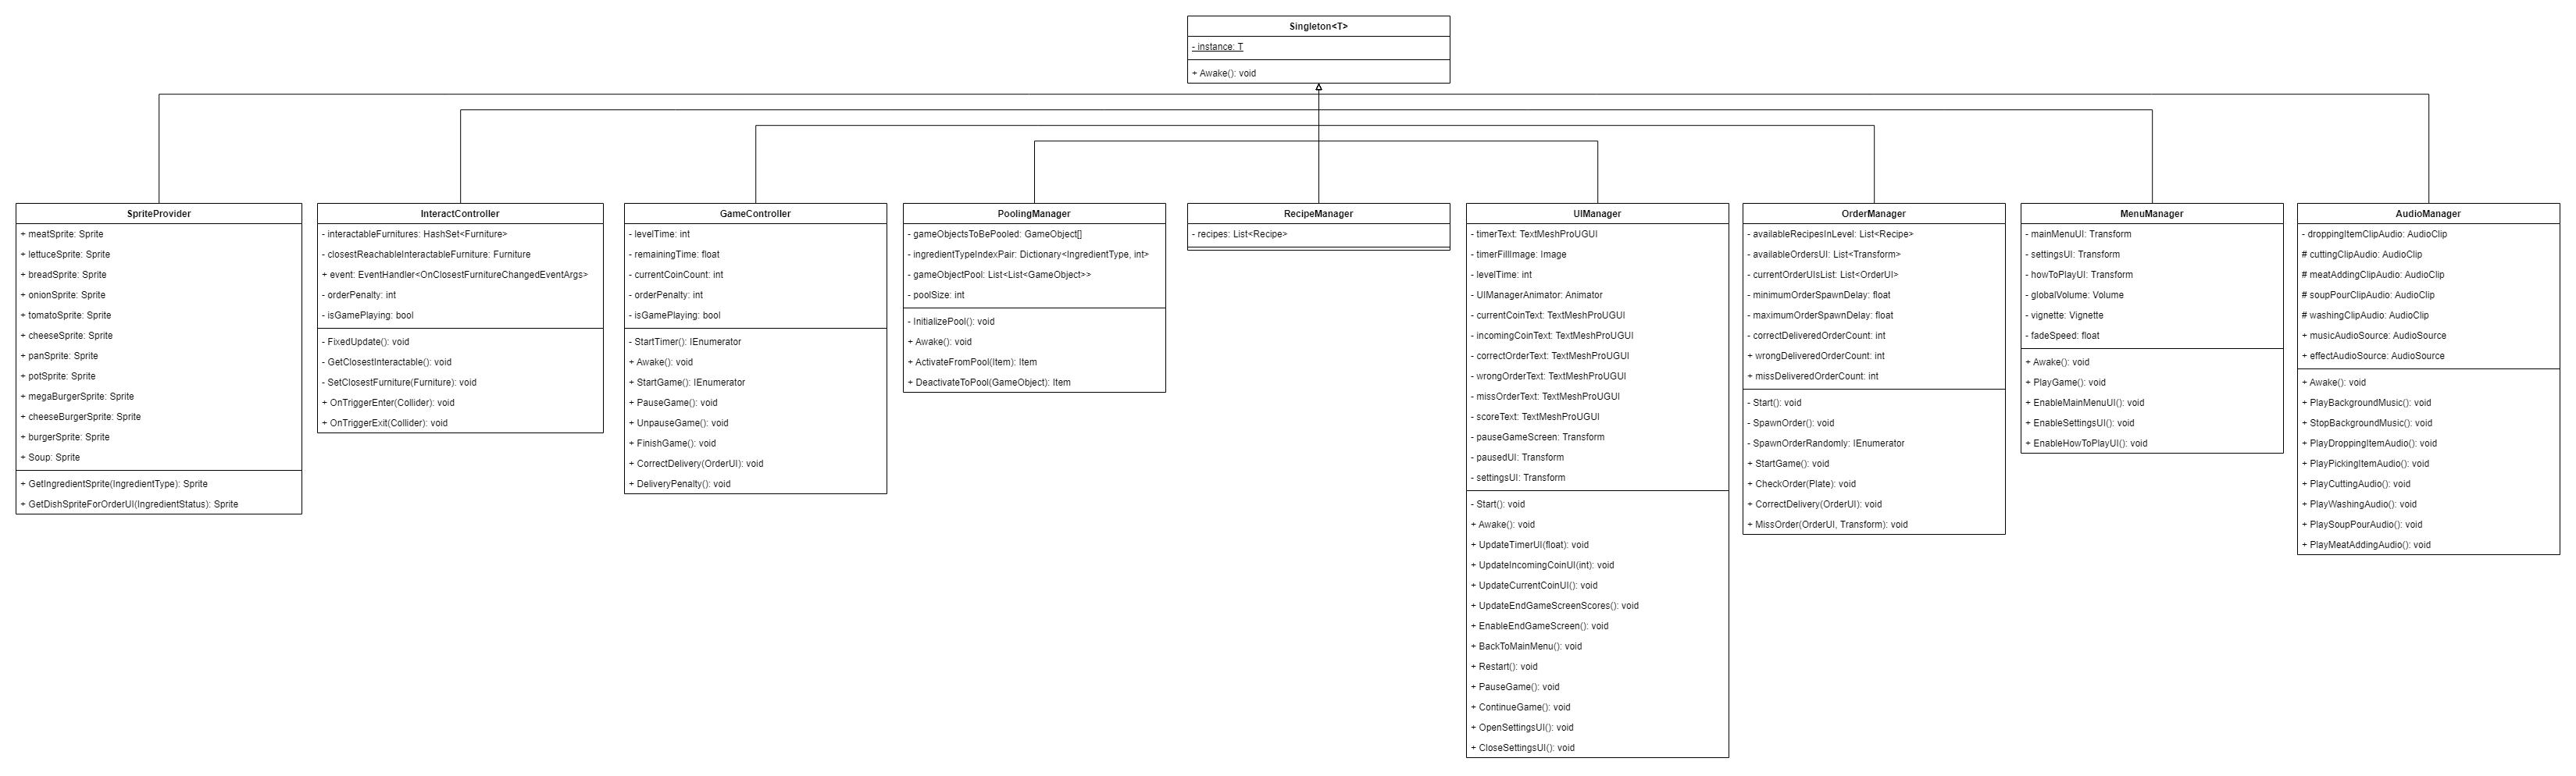 Singleton<T>
- instance: T
+ Awake(): void
SpriteProvider
+ meatSprite: Sprite
+ lettuceSprite: Sprite
+ breadSprite: Sprite
+ onionSprite: Sprite
+ tomatoSprite: Sprite
+ cheeseSprite: Sprite
+ panSprite: Sprite
+ potSprite: Sprite
+ megaBurgerSprite: Sprite
+ cheeseBurgerSprite: Sprite
+ burgerSprite: Sprite
+ Soup: Sprite
+ GetIngredientSprite(IngredientType): Sprite
+ GetDishSpriteForOrderUI(IngredientStatus): Sprite
InteractController
- interactableFurnitures: HashSet<Furniture>
- closestReachableInteractableFurniture: Furniture
+ event: EventHandler<OnClosestFurnitureChangedEventArgs>
- orderPenalty: int
- isGamePlaying: bool
- FixedUpdate(): void
- GetClosestInteractable(): void
- SetClosestFurniture(Furniture): void
+ OnTriggerEnter(Collider): void
+ OnTriggerExit(Collider): void
GameController
- levelTime: int
- remainingTime: float
- currentCoinCount: int
- orderPenalty: int
- isGamePlaying: bool
- StartTimer(): IEnumerator
+ Awake(): void
+ StartGame(): IEnumerator
+ PauseGame(): void
+ UnpauseGame(): void
+ FinishGame(): void
+ CorrectDelivery(OrderUI): void
+ DeliveryPenalty(): void
PoolingManager
- gameObjectsToBePooled: GameObject[]
- ingredientTypeIndexPair: Dictionary<IngredientType, int>
- gameObjectPool: List<List<GameObject>>
- poolSize: int
- InitializePool(): void
+ Awake(): void
+ ActivateFromPool(Item): Item
+ DeactivateToPool(GameObject): Item
RecipeManager
- recipes: List<Recipe>
UIManager
- timerText: TextMeshProUGUI
- timerFillImage: Image
- levelTime: int
- UIManagerAnimator: Animator
- currentCoinText: TextMeshProUGUI
- incomingCoinText: TextMeshProUGUI
- correctOrderText: TextMeshProUGUI
- wrongOrderText: TextMeshProUGUI
- missOrderText: TextMeshProUGUI
- scoreText: TextMeshProUGUI
- pauseGameScreen: Transform
- pausedUI: Transform
- settingsUI: Transform
- Start(): void
+ Awake(): void
+ UpdateTimerUI(float): void
+ UpdateIncomingCoinUI(int): void
+ UpdateCurrentCoinUI(): void
+ UpdateEndGameScreenScores(): void
+ EnableEndGameScreen(): void
+ BackToMainMenu(): void
+ Restart(): void
+ PauseGame(): void
+ ContinueGame(): void
+ OpenSettingsUI(): void
+ CloseSettingsUI(): void
OrderManager
- availableRecipesInLevel: List<Recipe>
- availableOrdersUI: List<Transform>
- currentOrderUIsList: List<OrderUI>
- minimumOrderSpawnDelay: float
- maximumOrderSpawnDelay: float
- correctDeliveredOrderCount: int
+ wrongDeliveredOrderCount: int
+ missDeliveredOrderCount: int
- Start(): void
- SpawnOrder(): void
- SpawnOrderRandomly: IEnumerator
+ StartGame(): void
+ CheckOrder(Plate): void
+ CorrectDelivery(OrderUI): void
+ MissOrder(OrderUI, Transform): void
MenuManager
- mainMenuUI: Transform
- settingsUI: Transform
- howToPlayUI: Transform
- globalVolume: Volume
- vignette: Vignette
- fadeSpeed: float
+ Awake(): void
+ PlayGame(): void
+ EnableMainMenuUI(): void
+ EnableSettingsUI(): void
+ EnableHowToPlayUI(): void
AudioManager
- droppingItemClipAudio: AudioClip
# cuttingClipAudio: AudioClip
# meatAddingClipAudio: AudioClip
# soupPourClipAudio: AudioClip
# washingClipAudio: AudioClip
+ musicAudioSource: AudioSource
+ effectAudioSource: AudioSource
+ Awake(): void
+ PlayBackgroundMusic(): void
+ StopBackgroundMusic(): void
+ PlayDroppingItemAudio(): void
+ PlayPickingItemAudio(): void
+ PlayCuttingAudio(): void
+ PlayWashingAudio(): void
+ PlaySoupPourAudio(): void
+ PlayMeatAddingAudio(): void